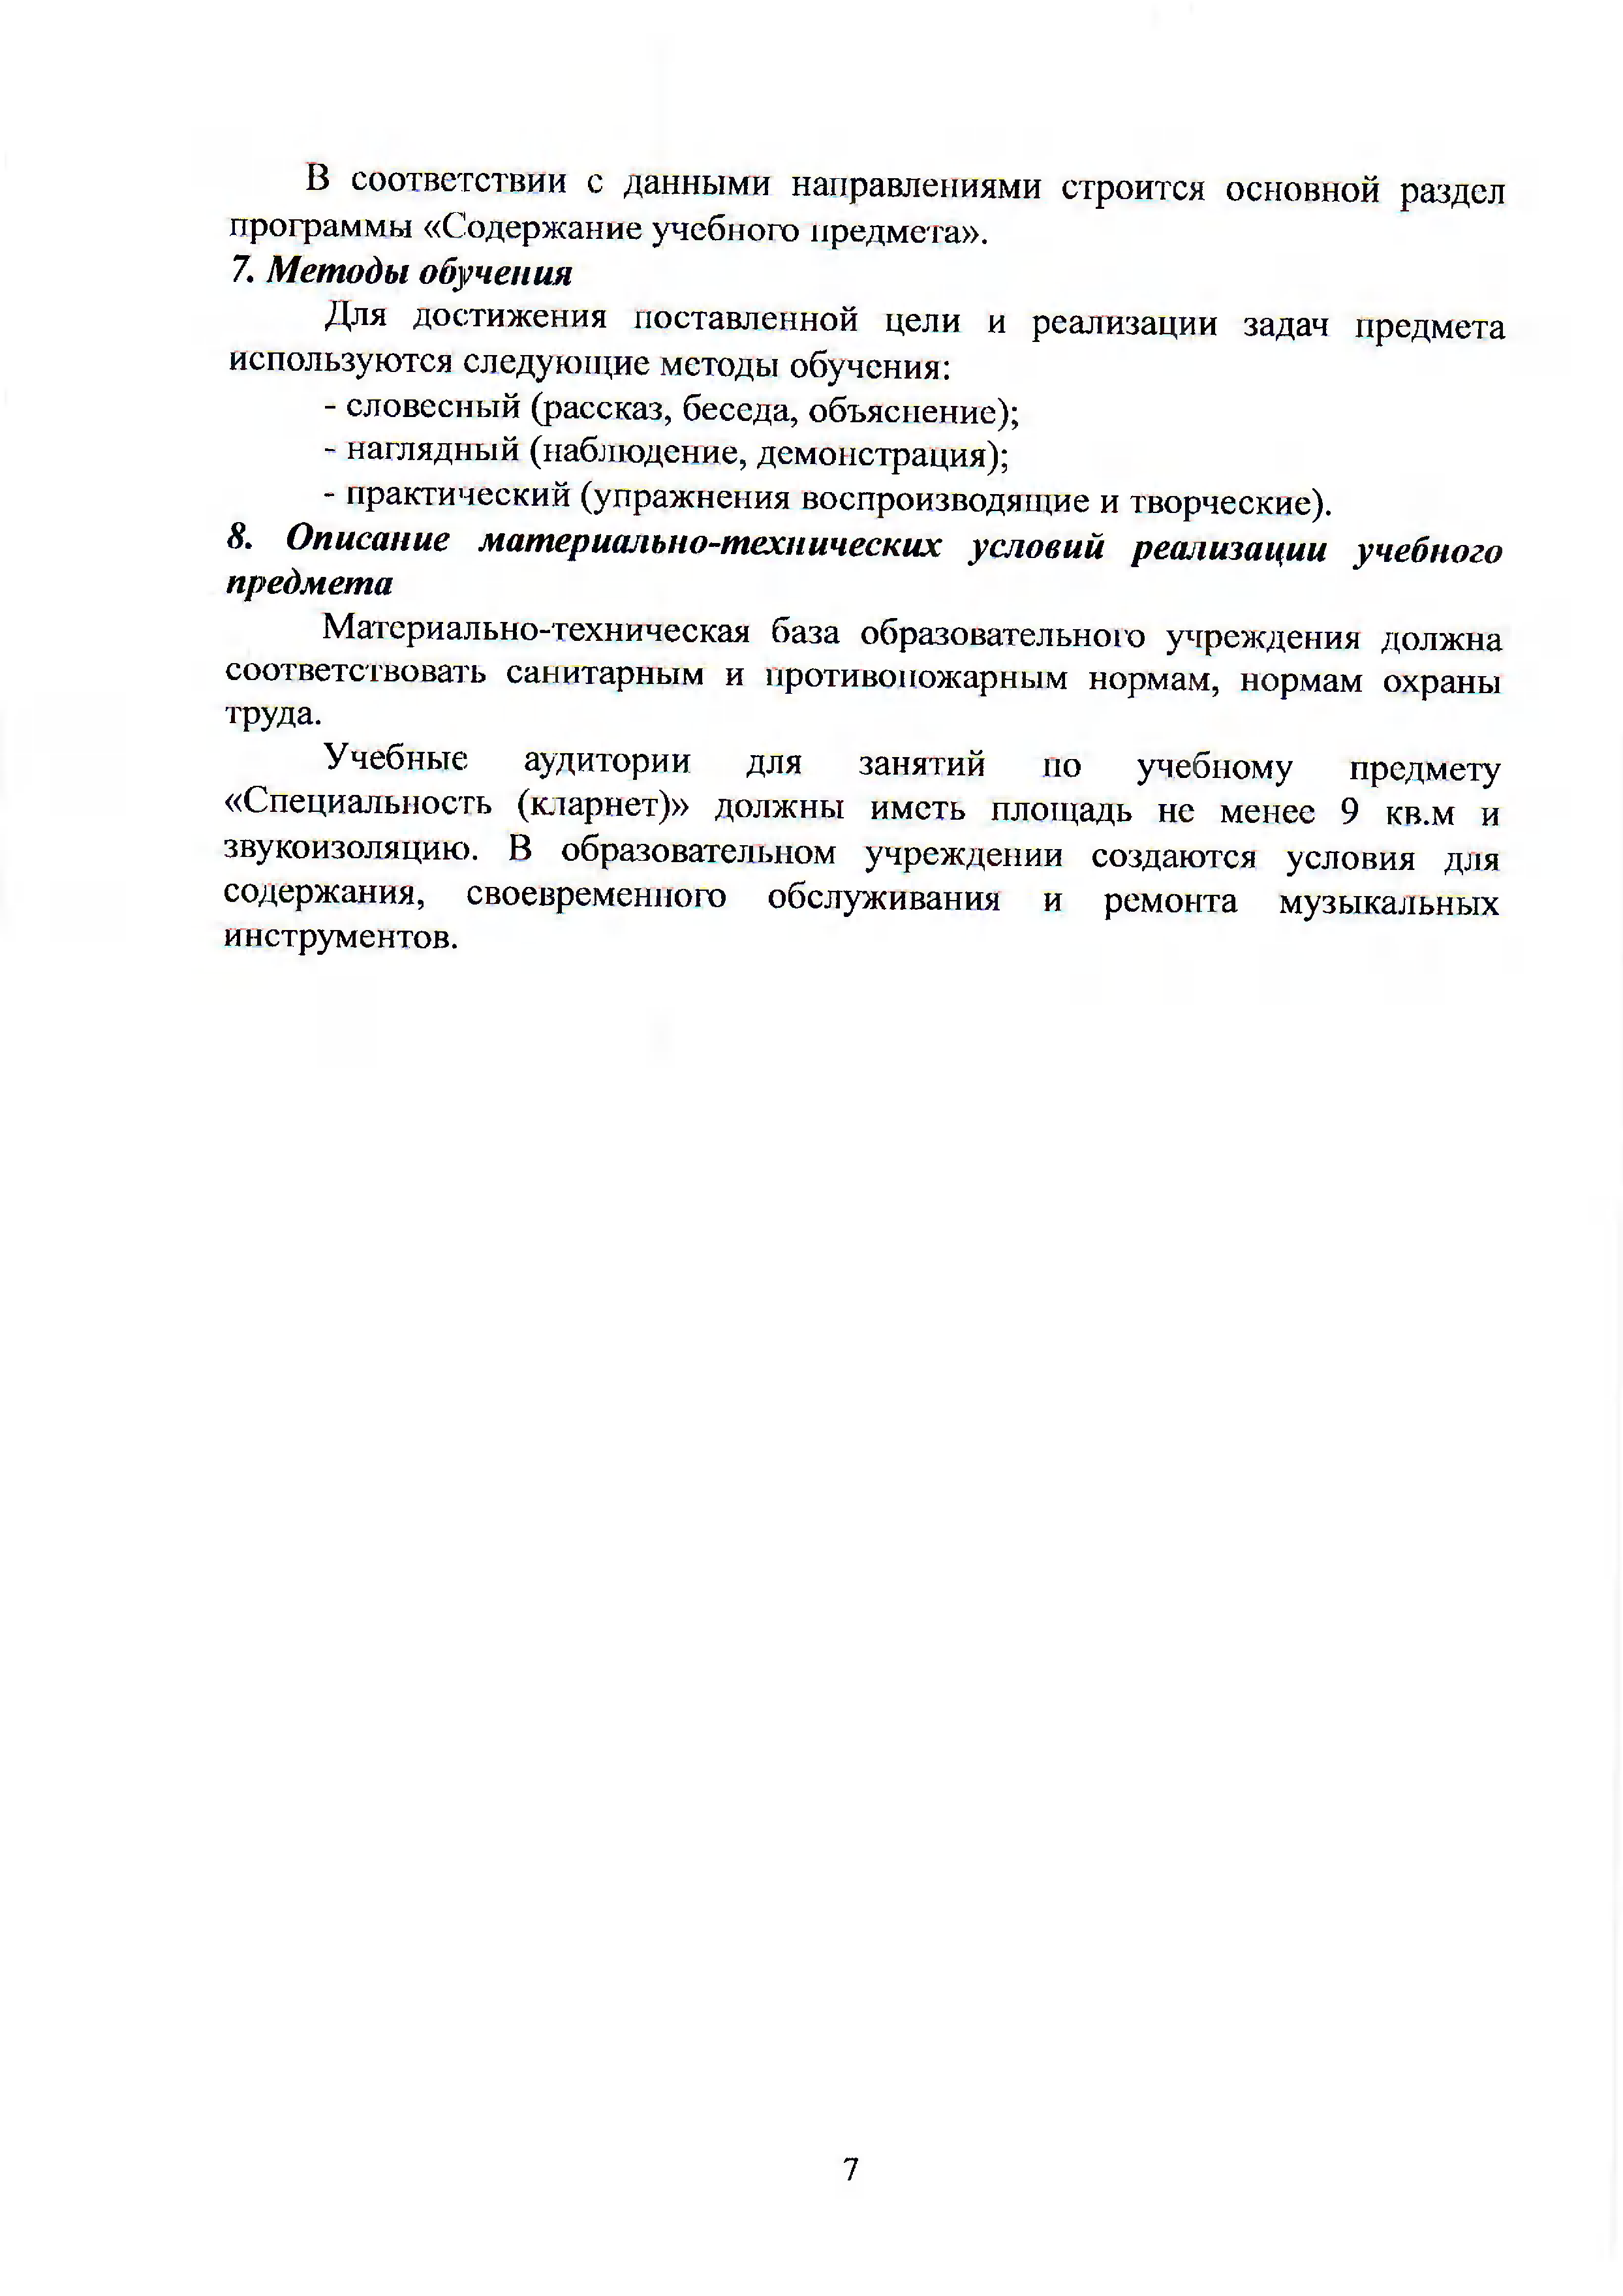 В соответствии с данными направлениями строится основной раздел
программы «Содержание учебного предмета».
7. Методы обучения
Для достижения поставленной цели и реализации задач предмета
используются следующие методы обучения:
- словесный (рассказ, беседа, объяснение);
- наглядный (наблюдение, демонстрация);
- практический (упражнения воспроизводящие и творческие).
8. Описание материально-технических условий реализации учебного
предмета
Материально-техническая база образовательного учреждения должна
соответствовать санитарным и противопожарным нормам, нормам охраны
труда.
Учебные аудитории для занятий по учебному предмету
«Специальность (кларнет)» должны иметь площадь не менее 9 кв.м и
звукоизоляцию. В образовательном учреждении создаются условия для
содержания, своевременного обслуживания и ремонта музыкальных
инструментов.
7